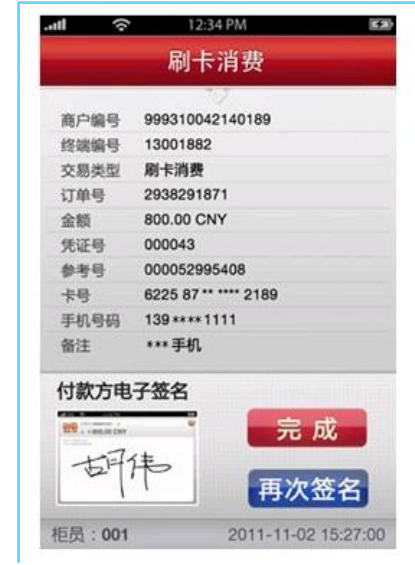 12:34 PM
刷卡消费
商户编号 999310042140189
终端编号 13001882
交易类型 刷卡消费
订单号 2938291871
金额 800.00 CNY
凭证号 000043
参考号 000052995408
卡号 6225 87 ** **** 2189
手机号码 139 **** 1111
备注 *** 手机
付款方电子签名
800.00 CNY
完成
再次签名
柜员：001 2011-11-02 15:27:00